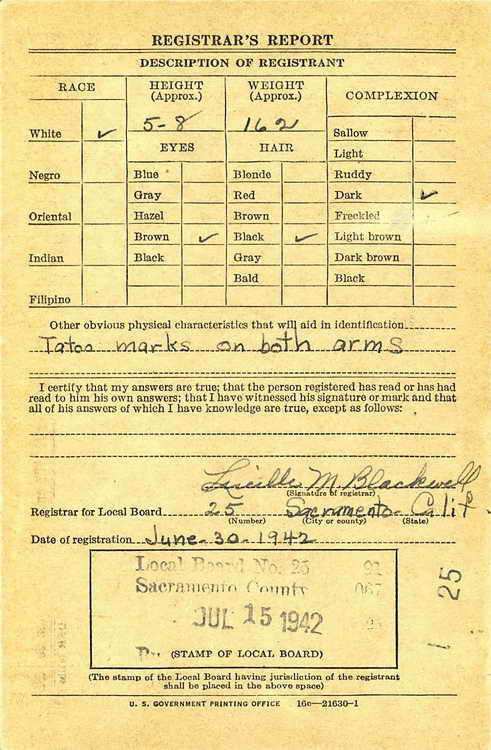 REGISTRAR'S REPORT
DESCRIPTION OF REGISTRANT
RACE
HEIGHT (Approx.)
WEIGHT (Approx.)
COMPLEXION
White ✓
5-8
162
Sallow
EYES
HAIR
Light
Negro
Blue
Blonde
Ruddy
Gray
Red
Dark ✓
Oriental
Hazel
Brown
Freckled
Brown ✓
Black ✓
Light brown
Indian
Black
Gray
Dark brown
Bald
Black
Filipino
Other obvious physical characteristics that will aid in identification
Tatoo marks on both arms
I certify that my answers are true; that the person registered has read or has had
read to him his own answers; that I have witnessed his signature or mark and that
all of his answers of which I have knowledge are true, except as follows:
Lucille M. Blackwell
(Signature of registrar)
Registrar for Local Board 25 Sacramento Calif
(Number) (City or county) (State)
Date of registration June-30-1942
Local Board No. 25
Sacramento County 067
JUL 15 1942
(STAMP OF LOCAL BOARD)
25
(The stamp of the Local Board having jurisdiction of the registrant
shall be placed in the above space)
U. S. GOVERNMENT PRINTING OFFICE 16c—21630-1